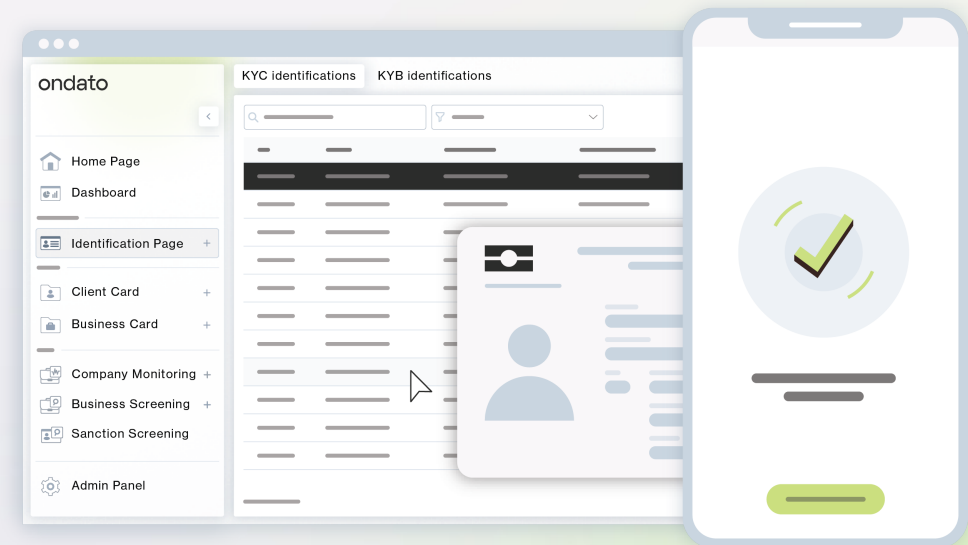 ondato
KYC identifications
KYB identifications
Home Page
Dashboard
Identification Page +
Client Card +
Business Card +
Company Monitoring +
Business Screening +
Sanction Screening
Admin Panel